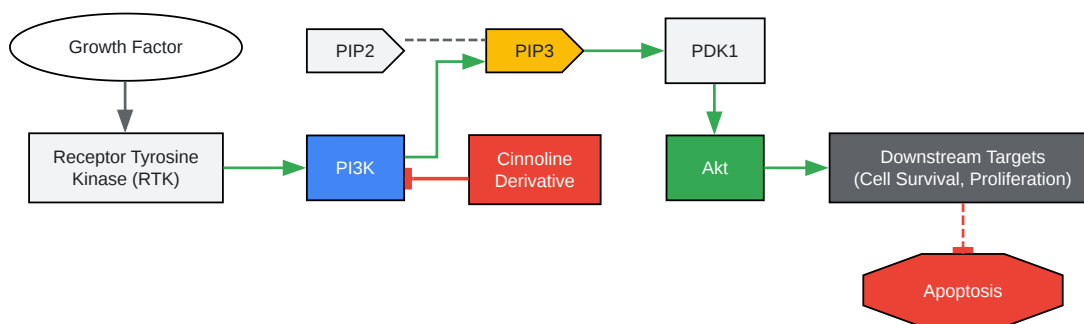 Growth Factor
PIP2
PIP3
PDK1
Receptor Tyrosine
Kinase (RTK)
PI3K
Cinnoline
Derivative
Akt
Downstream Targets
(Cell Survival, Proliferation)
Apoptosis